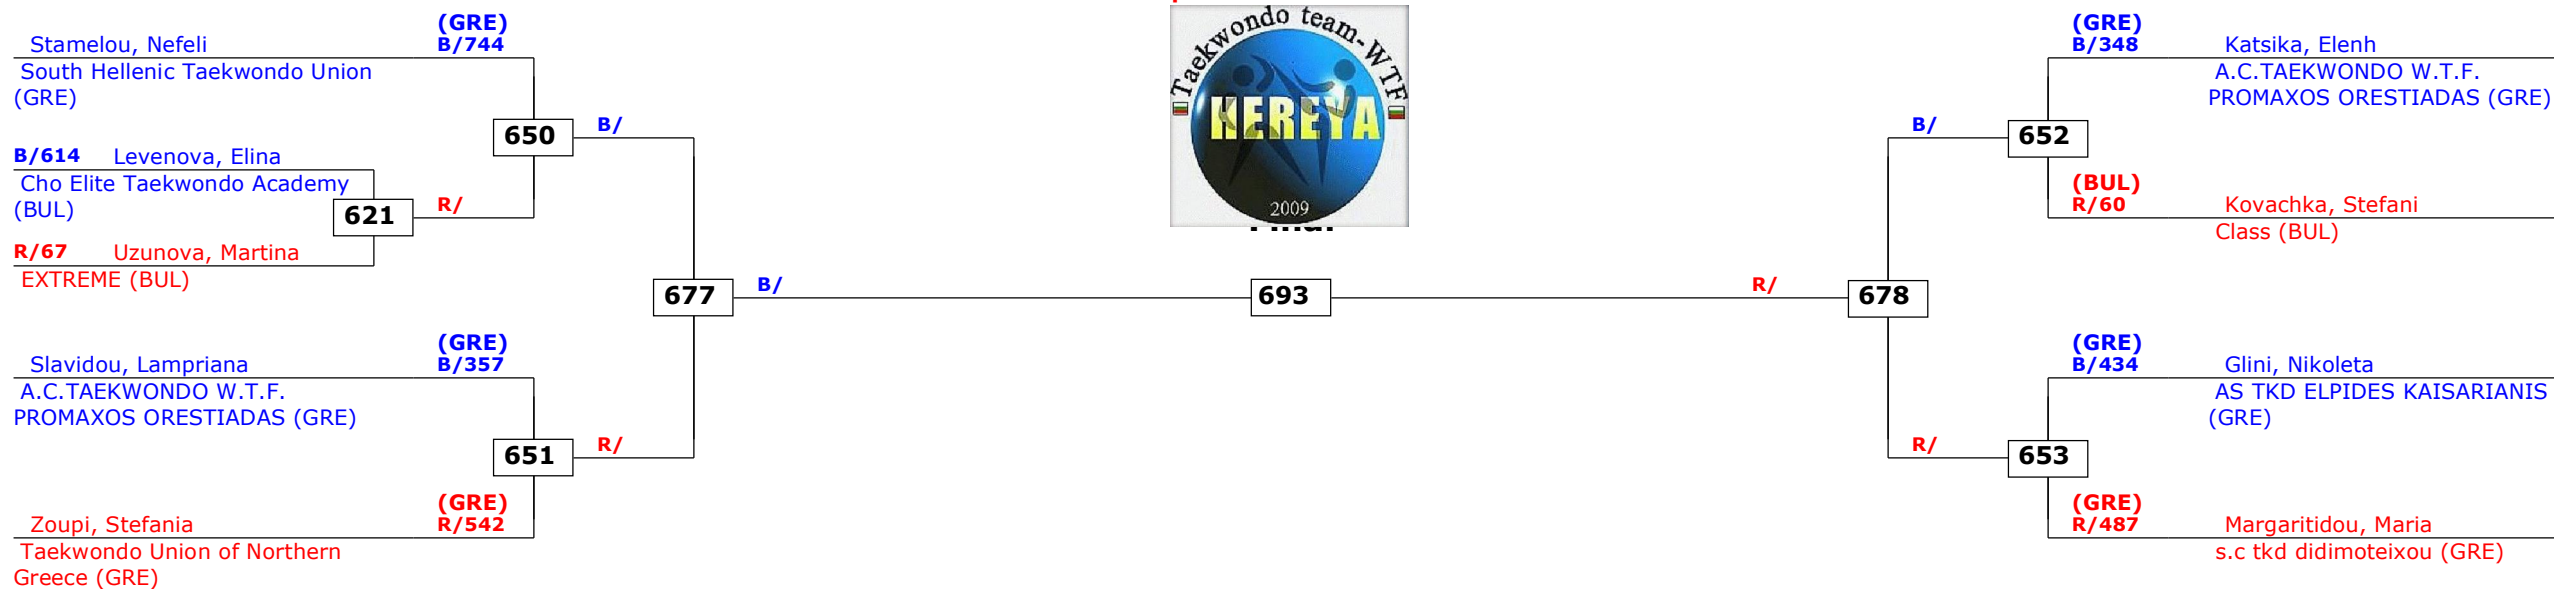 (GRE)
Stamelou, Nefeli B/744
South Hellenic Taekwondo Union
(GRE)
650
B/
B/614 Levenova, Elina
Cho Elite Taekwondo Academy
(BUL)
621
R/
R/67 Uzunova, Martina
EXTREME (BUL)
677
B/
(GRE)
Slavidou, Lampriana B/357
A.C.TAEKWONDO W.T.F.
PROMAXOS ORESTIADAS (GRE)
651
R/
(GRE)
Zoupi, Stefania R/542
Taekwondo Union of Northern
Greece (GRE)
Taekwondo team-WTF
HEREYA
2009
693
(GRE)
B/348 Katsika, Elenh
A.C.TAEKWONDO W.T.F.
PROMAXOS ORESTIADAS (GRE)
B/
652
(BUL)
R/60 Kovachka, Stefani
Class (BUL)
R/
678
(GRE)
B/434 Glini, Nikoleta
AS TKD ELPIDES KAISARIANIS
(GRE)
R/
653
(GRE)
R/487 Margaritidou, Maria
s.c tkd didimoteixou (GRE)